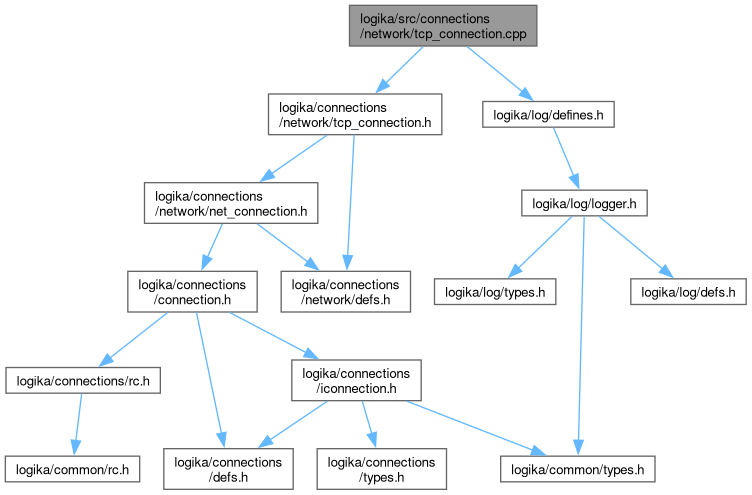 logika/src/connections
/network/tcp_connection.cpp
logika/connections
/network/tcp_connection.h
logika/log/defines.h
logika/connections
/network/net_connection.h
logika/log/logger.h
logika/connections
/connection.h
logika/connections
/network/defs.h
logika/log/types.h
logika/log/defs.h
logika/connections/rc.h
logika/connections
/iconnection.h
logika/common/rc.h
logika/connections
/defs.h
logika/connections
/types.h
logika/common/types.h